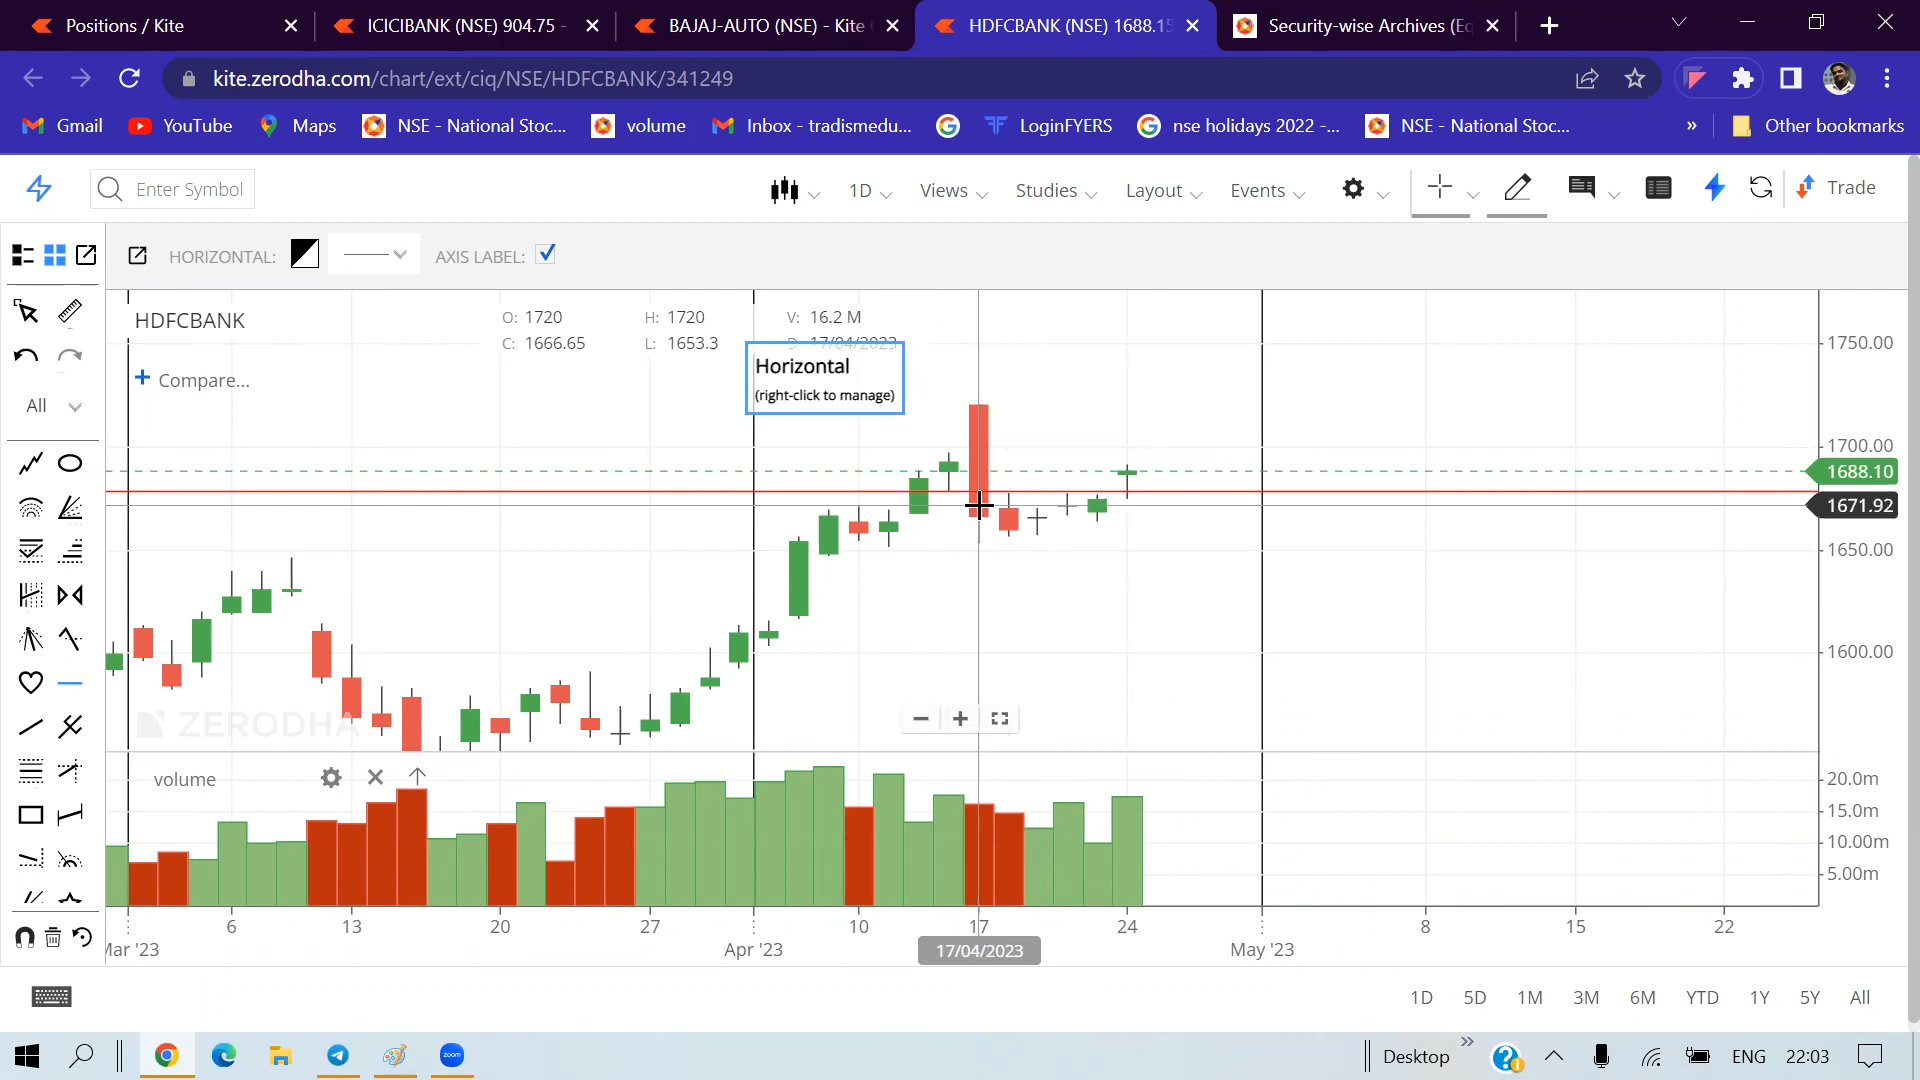 Positions / Kite
ICICIBANK (NSE) 904.75 -
BAJAJ-AUTO (NSE) - Kite
HDFCBANK (NSE) 1688.15
Security-wise Archives (Eq
kite.zerodha.com/chart/ext/ciq/NSE/HDFCBANK/341249
Gmail
YouTube
Maps
NSE - National Stoc...
volume
Inbox - tradismedu...
LoginFYERS
nse holidays 2022 -...
NSE - National Stoc...
»
Other bookmarks
Enter Symbol
1D
Views
Studies
Layout
Events
Trade
HORIZONTAL:
AXIS LABEL:
HDFCBANK
O: 1720
H: 1720
V: 16.2 M
C: 1666.65
L: 1653.3
D: 17/04/2023
Horizontal
(right-click to manage)
+ Compare...
All
1750.00
1700.00
1688.10
1671.92
1650.00
1600.00
ZERODHA
volume
20.0m
15.0m
10.00m
5.00m
6
13
20
27
10
17
24
8
15
22
Mar '23
Apr '23
17/04/2023
May '23
1D
5D
1M
3M
6M
YTD
1Y
5Y
All
zoom
Desktop
»
ENG
22:03